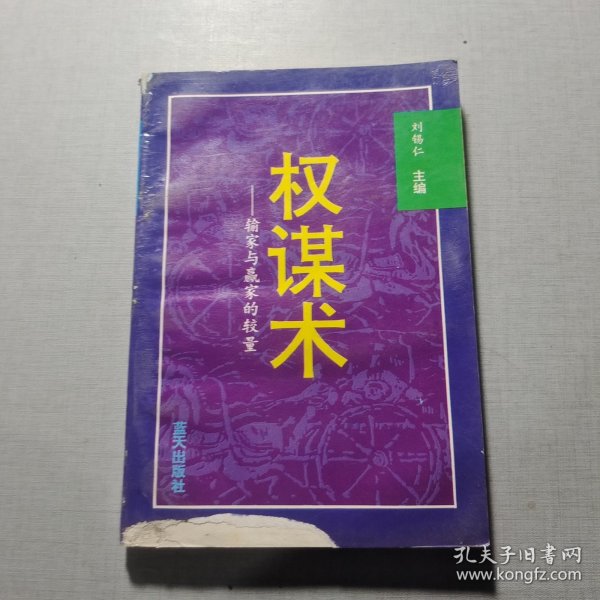 刘锡仁 主编
权谋术
——输家与赢家的较量
蓝天出版社
孔夫子旧书网
www.kongfz.com